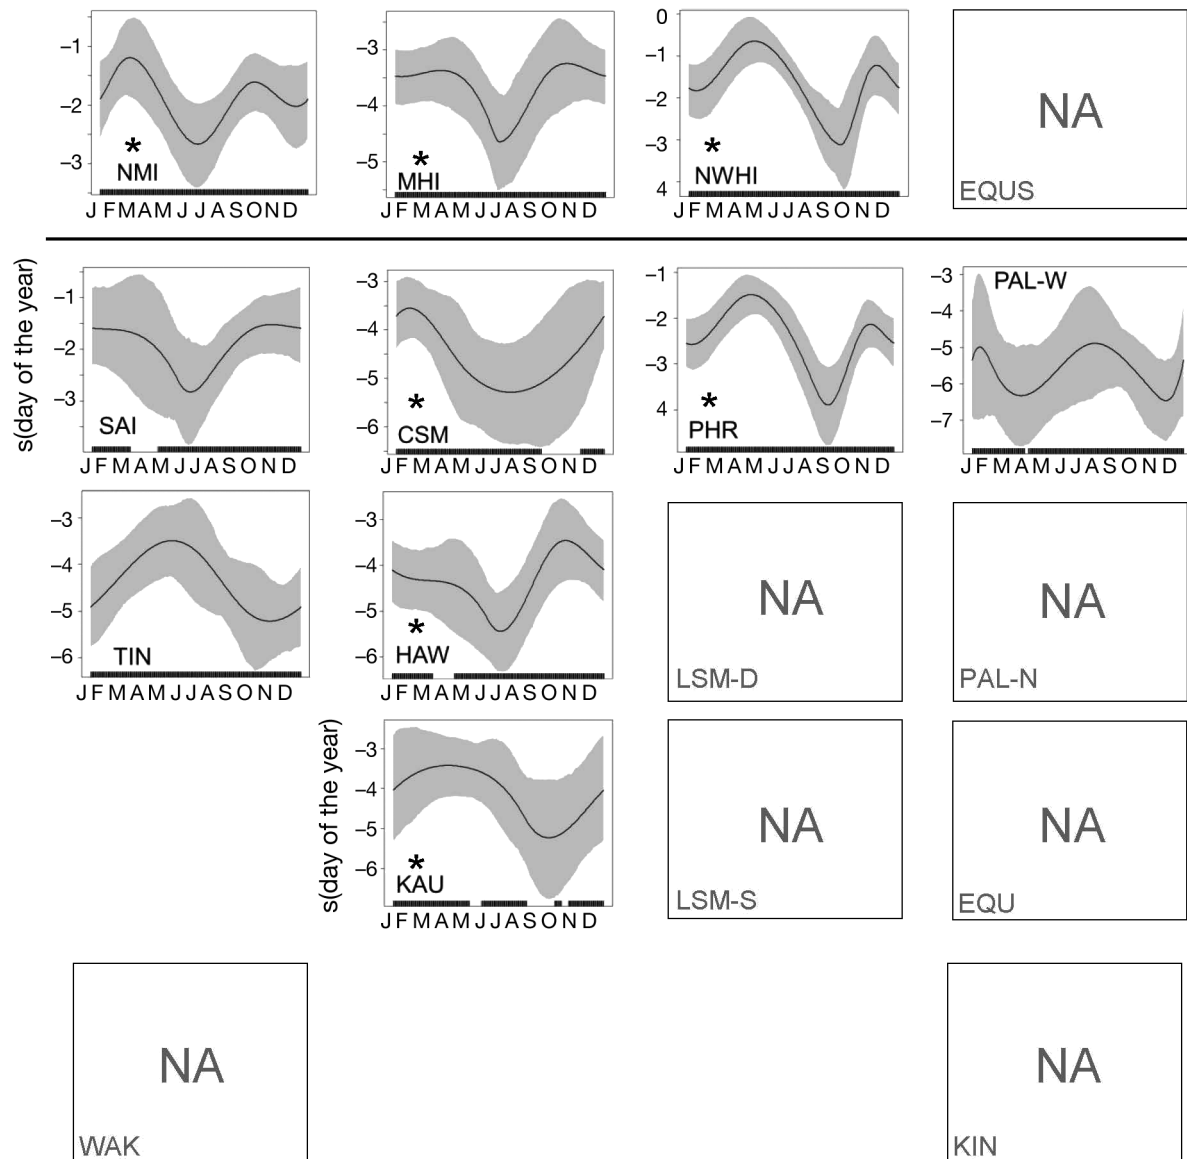 −1
−2
−3
*
NMI
J F M A M J J A S O N D
−3
−4
−5
*
MHI
J F M A M J J A S O N D
0
−1
−2
−3
4
*
NWHI
J F M A M J J A S O N D
NA
EQUS
s(day of the year)
−1
−2
−3
SAI
J F M A M J J A S O N D
−3
−4
−5
−6
*
CSM
J F M A M J J A S O N D
−1
−2
−3
4
*
PHR
J F M A M J J A S O N D
−3
−4
−5
−6
−7
PAL-W
J F M A M J J A S O N D
−3
−4
−5
−6
TIN
J F M A M J J A S O N D
−3
−4
−5
−6
*
HAW
J F M A M J J A S O N D
NA
LSM-D
NA
PAL-N
s(day of the year)
−3
−4
−5
−6
*
KAU
J F M A M J J A S O N D
NA
LSM-S
NA
EQU
NA
WAK
NA
KIN